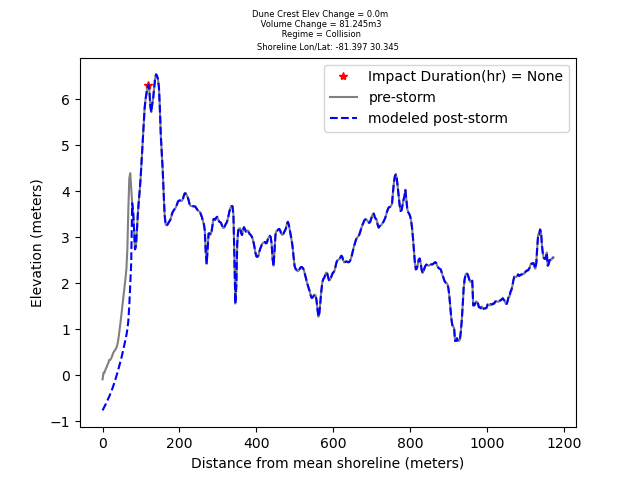 Dune Crest Elev Change = 0.0m
Volume Change = 81.245m3
Regime = Collision
Shoreline Lon/Lat: -81.397 30.345
Impact Duration(hr) = None
pre-storm
modeled post-storm
Elevation (meters)
6
5
4
3
2
1
0
−1
0
200
400
600
800
1000
1200
Distance from mean shoreline (meters)